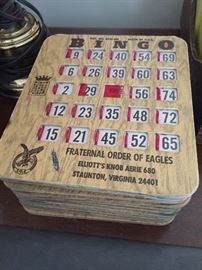 BINGO
9 24 40 54 69
6 26 39 60 63
2 29 56 74
12 23 35 48 72
15 21 45 52 65
FRATERNAL ORDER OF EAGLES
ELLIOTT'S KNOB AERIE 680
STAUNTON, VIRGINIA 24401